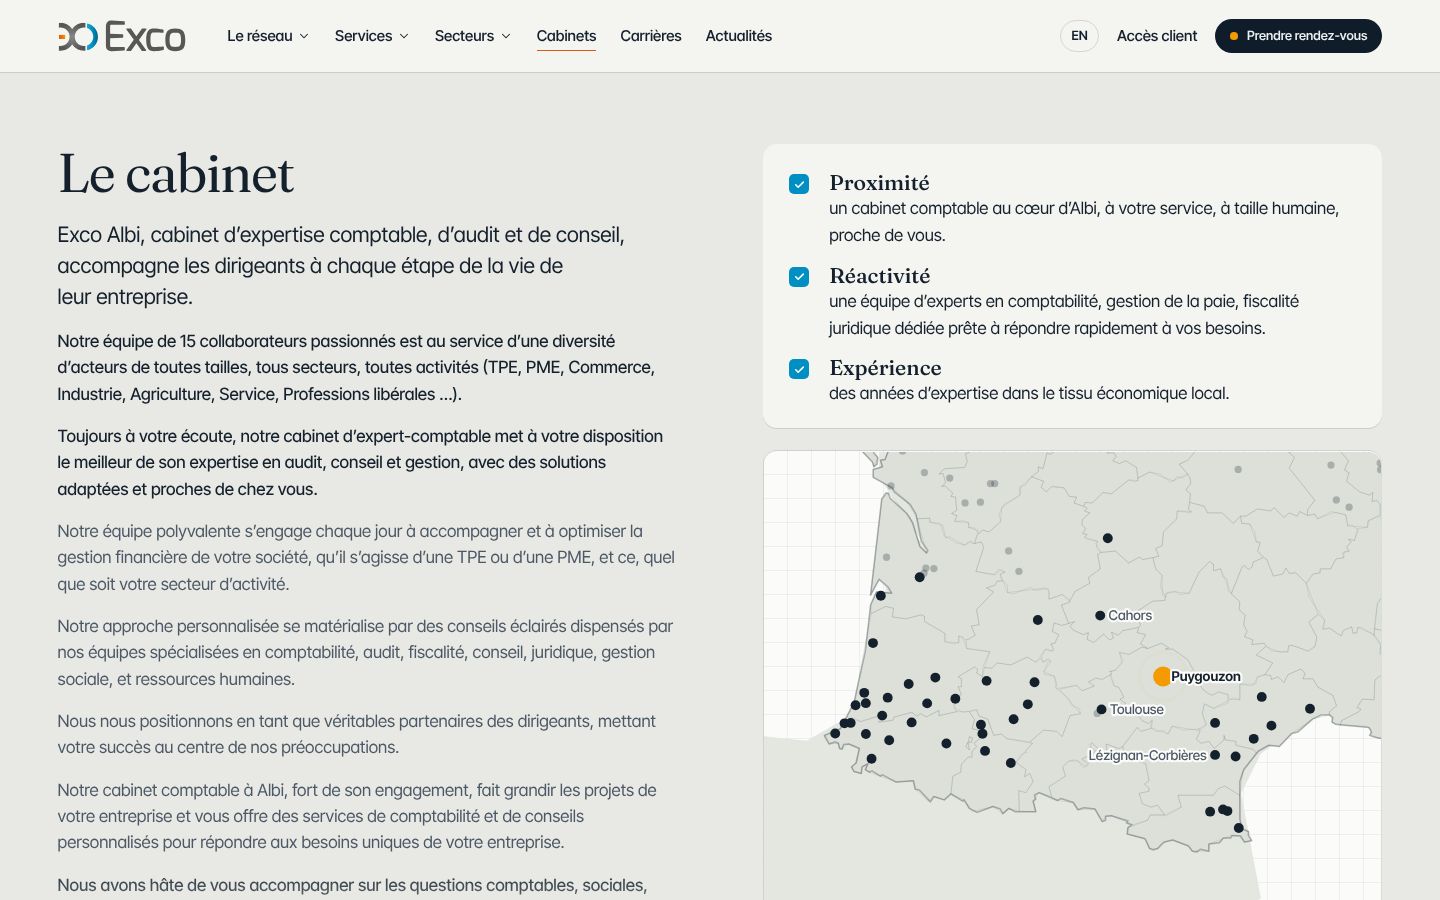 Exco
Le réseau
Services
Secteurs
Cabinets
Carrières
Actualités
EN
Accès client
Prendre rendez-vous
Le cabinet
Exco Albi, cabinet d’expertise comptable, d’audit et de conseil,
accompagne les dirigeants à chaque étape de la vie de
leur entreprise.
Notre équipe de 15 collaborateurs passionnés est au service d’une diversité
d’acteurs de toutes tailles, tous secteurs, toutes activités (TPE, PME, Commerce,
Industrie, Agriculture, Service, Professions libérales ...).
Toujours à votre écoute, notre cabinet d’expert-comptable met à votre disposition
le meilleur de son expertise en audit, conseil et gestion, avec des solutions
adaptées et proches de chez vous.
Notre équipe polyvalente s’engage chaque jour à accompagner et à optimiser la
gestion financière de votre société, qu’il s’agisse d’une TPE ou d’une PME, et ce, quel
que soit votre secteur d’activité.
Notre approche personnalisée se matérialise par des conseils éclairés dispensés par
nos équipes spécialisées en comptabilité, audit, fiscalité, conseil, juridique, gestion
sociale, et ressources humaines.
Nous nous positionnons en tant que véritables partenaires des dirigeants, mettant
votre succès au centre de nos préoccupations.
Notre cabinet comptable à Albi, fort de son engagement, fait grandir les projets de
votre entreprise et vous offre des services de comptabilité et de conseils
personnalisés pour répondre aux besoins uniques de votre entreprise.
Nous avons hâte de vous accompagner sur les questions comptables, sociales,
Proximité
un cabinet comptable au cœur d’Albi, à votre service, à taille humaine,
proche de vous.
Réactivité
une équipe d’experts en comptabilité, gestion de la paie, fiscalité
juridique dédiée prête à répondre rapidement à vos besoins.
Expérience
des années d’expertise dans le tissu économique local.
Cahors
Puygouzon
Toulouse
Lézignan-Corbières